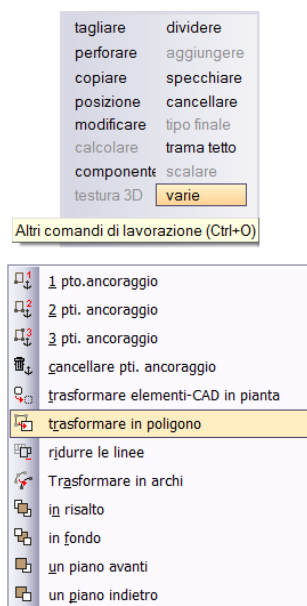 tagliare dividere
perforare aggiungere
copiare specchiare
posizione cancellare
modificare tipo finale
calcolare trama tetto
componente scalare
testura 3D varie
Altri comandi di lavorazione (Ctrl+O)
1 pto.ancoraggio
2 pti. ancoraggio
3 pti. ancoraggio
cancellare pti. ancoraggio
trasformare elementi-CAD in pianta
trasformare in poligono
ridurre le linee
Trasformare in archi
in risalto
in fondo
un piano avanti
un piano indietro